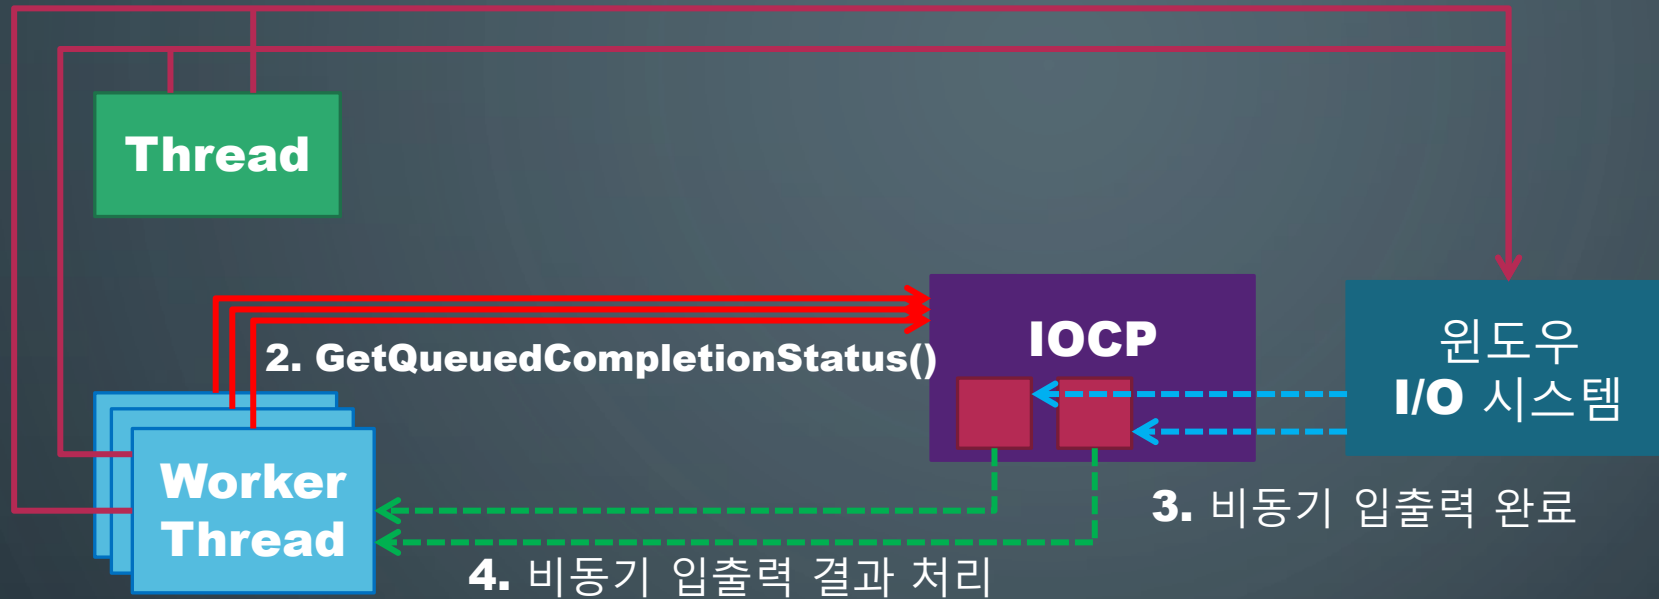 Thread
2. GetQueuedCompletionStatus()
IOCP
윈도우
I/O 시스템
Worker
Thread
3. 비동기 입출력 완료
4. 비동기 입출력 결과 처리